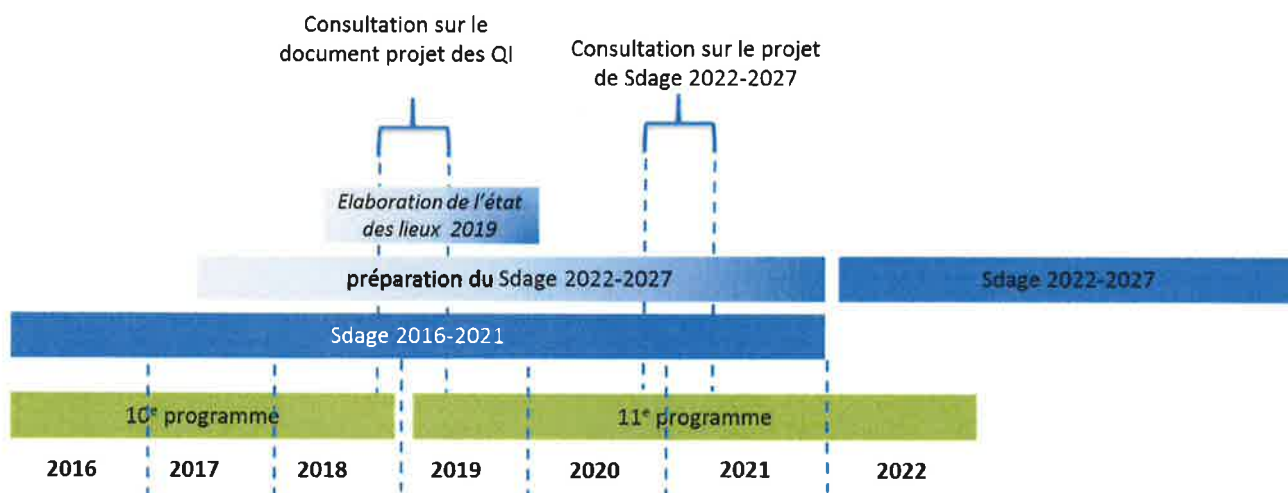 Consultation sur le
document projet des QI
Consultation sur le projet
de Sdage 2022-2027
Elaboration de l'état
des lieux 2019
préparation du Sdage 2022-2027
Sdage 2022-2027
Sdage 2016-2021
10e programme
11e programme
2016 2017 2018 2019 2020 2021 2022